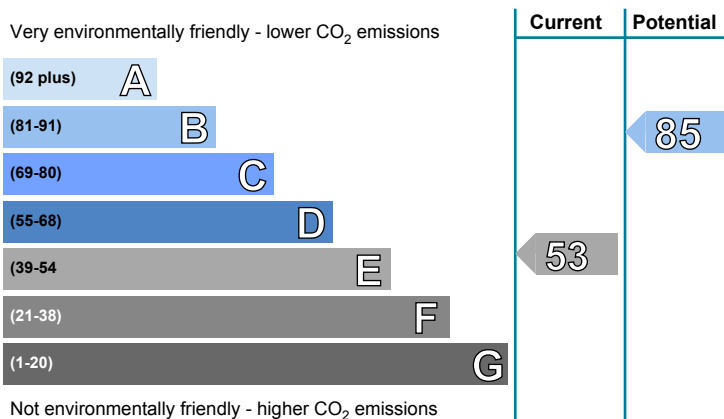 Current Potential
Very environmentally friendly - lower CO2 emissions
(92 plus) A
(81-91) B
85
(69-80) C
(55-68) D
53
(39-54 E
(21-38) F
(1-20) G
Not environmentally friendly - higher CO2 emissions